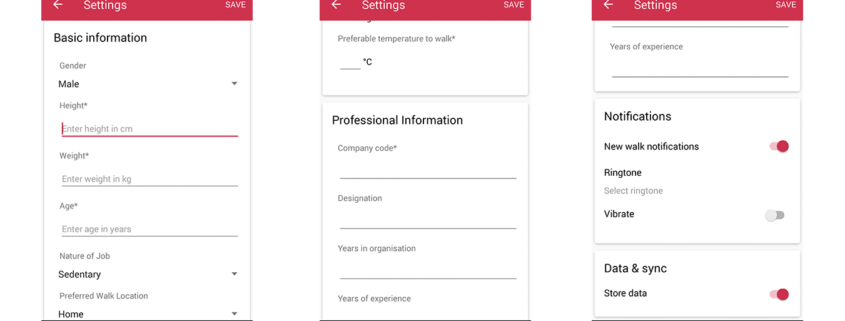 Settings
SAVE
Basic information
Gender
Male
Height*
Enter height in cm
Weight*
Enter weight in kg
Age*
Enter age in years
Nature of Job
Sedentary
Preferred Walk Location
Home
Settings
SAVE
Preferable temperature to walk*
°C
Professional Information
Company code*
Designation
Years in organisation
Years of experience
Settings
SAVE
Years of experience
Notifications
New walk notifications
Ringtone
Select ringtone
Vibrate
Data & sync
Store data